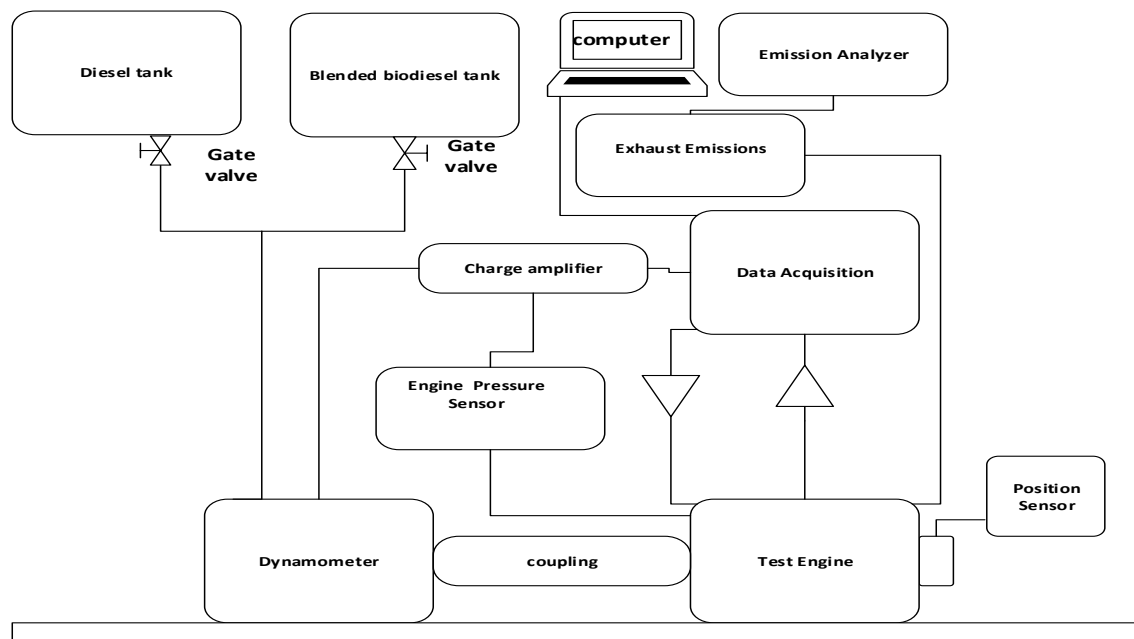 Diesel tank
Blended biodiesel tank
computer
Emission Analyzer
Gate
valve
Gate
valve
Exhaust Emissions
Charge amplifier
Data Acquisition
Engine Pressure
Sensor
Position
Sensor
Dynamometer
coupling
Test Engine